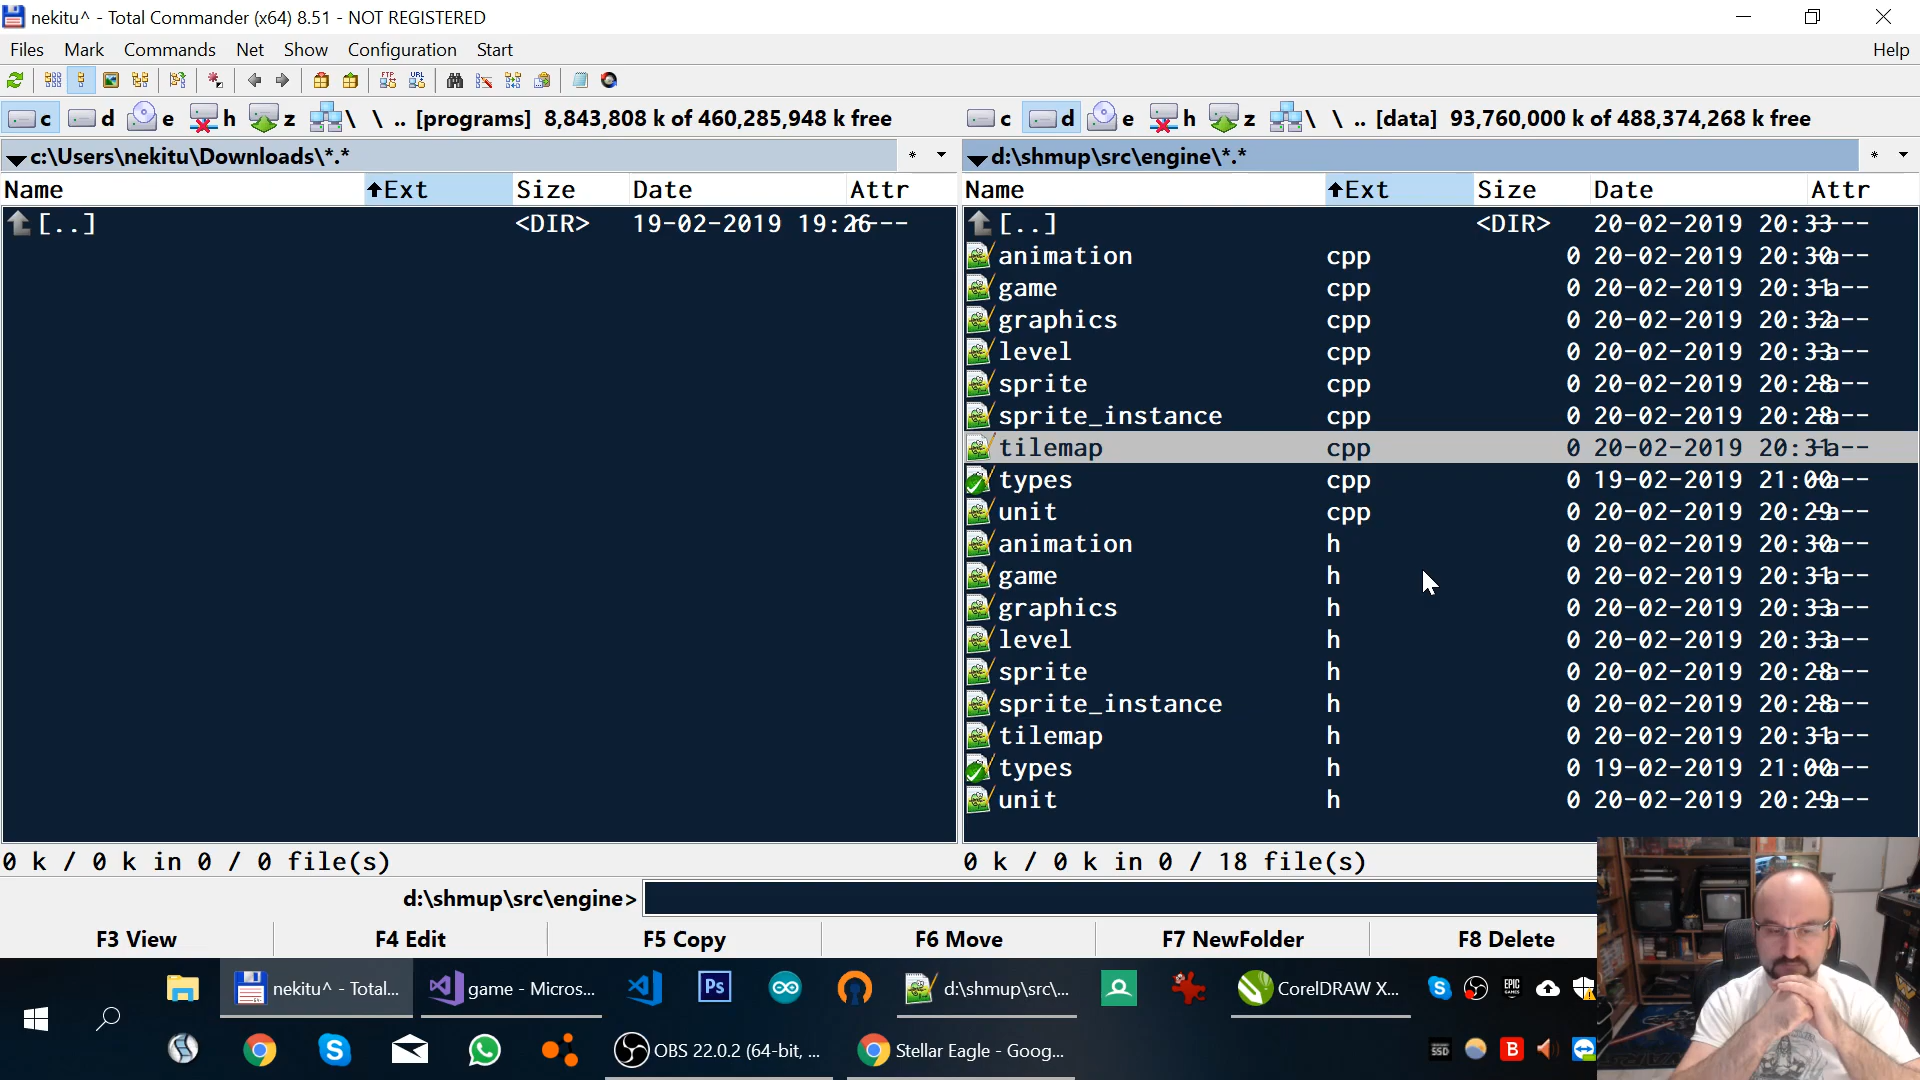 nekitu^ - Total Commander (x64) 8.51 - NOT REGISTERED
Files Mark Commands Net Show Configuration Start Help
FTP URL
c d e h z \ \ .. [programs] 8,843,808 k of 460,285,948 k free
c d e h z \ \ .. [data] 93,760,000 k of 488,374,268 k free
c:\Users\nekitu\Downloads\*.* * 
d:\shmup\src\engine\*.* *
Name Ext Size Date Attr
Name Ext Size Date Attr
[..] <DIR> 19-02-2019 19:26 r---
[..] <DIR> 20-02-2019 20:33 ----
animation cpp 0 20-02-2019 20:30 -a--
game cpp 0 20-02-2019 20:31 -a--
graphics cpp 0 20-02-2019 20:32 -a--
level cpp 0 20-02-2019 20:33 -a--
sprite cpp 0 20-02-2019 20:28 -a--
sprite_instance cpp 0 20-02-2019 20:28 -a--
tilemap cpp 0 20-02-2019 20:31 -a--
types cpp 0 19-02-2019 21:00 -a--
unit cpp 0 20-02-2019 20:29 -a--
animation h 0 20-02-2019 20:30 -a--
game h 0 20-02-2019 20:31 -a--
graphics h 0 20-02-2019 20:33 -a--
level h 0 20-02-2019 20:33 -a--
sprite h 0 20-02-2019 20:28 -a--
sprite_instance h 0 20-02-2019 20:28 -a--
tilemap h 0 20-02-2019 20:31 -a--
types h 0 19-02-2019 21:00 -a--
unit h 0 20-02-2019 20:29 -a--
0 k / 0 k in 0 / 0 file(s)
0 k / 0 k in 0 / 18 file(s)
d:\shmup\src\engine>
F3 View F4 Edit F5 Copy F6 Move F7 NewFolder F8 Delete
nekitu^ - Total... game - Micros... Ps d:\shmup\src\... CorelDRAW X... EPIC GAMES
OBS 22.0.2 (64-bit, ... Stellar Eagle - Goog... SSD B